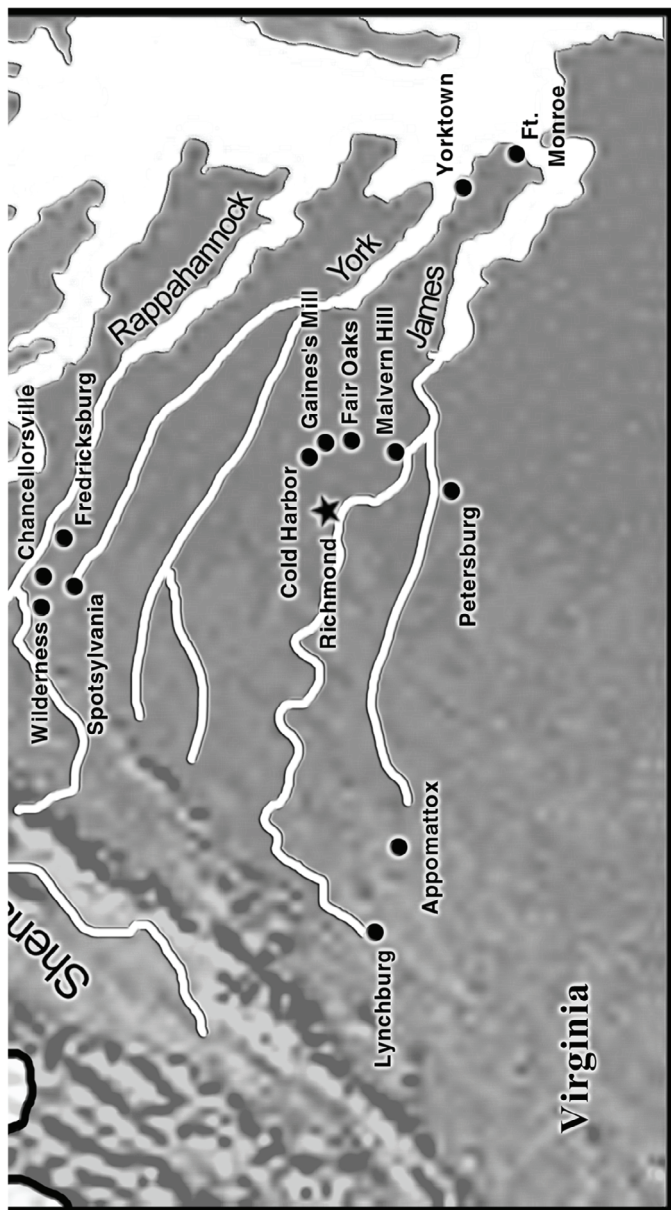 Shen
Chancellorsville
Wilderness
Fredricksburg
Spotsylvania
Rappahannock
York
Yorktown
Ft.
Monroe
James
Gaines's Mill
Fair Oaks
Malvern Hill
Cold Harbor
Richmond
Petersburg
Appomattox
Lynchburg
Virginia